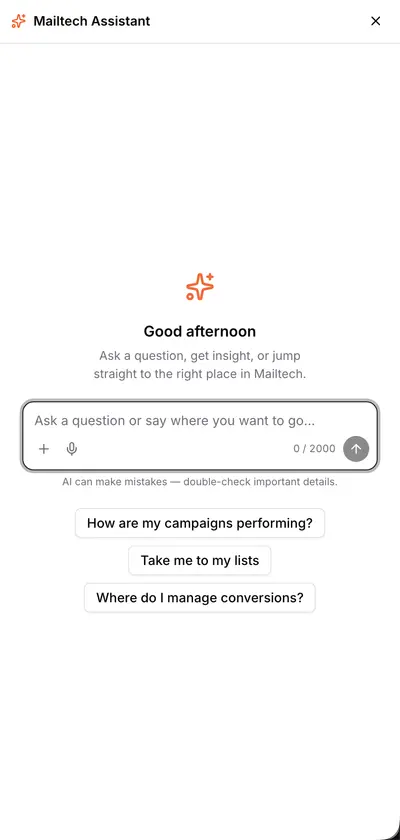 Mailtech Assistant
Good afternoon
Ask a question, get insight, or jump
straight to the right place in Mailtech.
Ask a question or say where you want to go...
0 / 2000
AI can make mistakes — double-check important details.
How are my campaigns performing?
Take me to my lists
Where do I manage conversions?